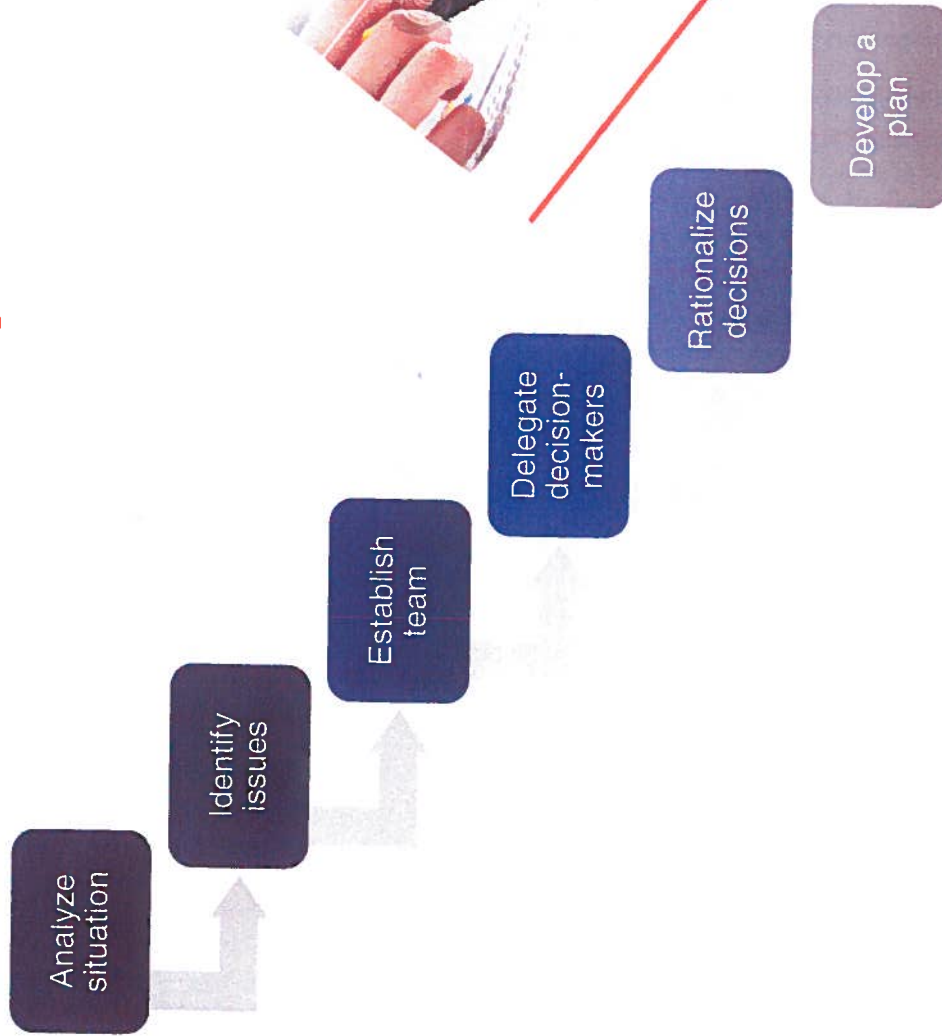 Analyze
situation
Identify
issues
Establish
team
Delegate
decision-
makers
Rationalize
decisions
Develop a
plan